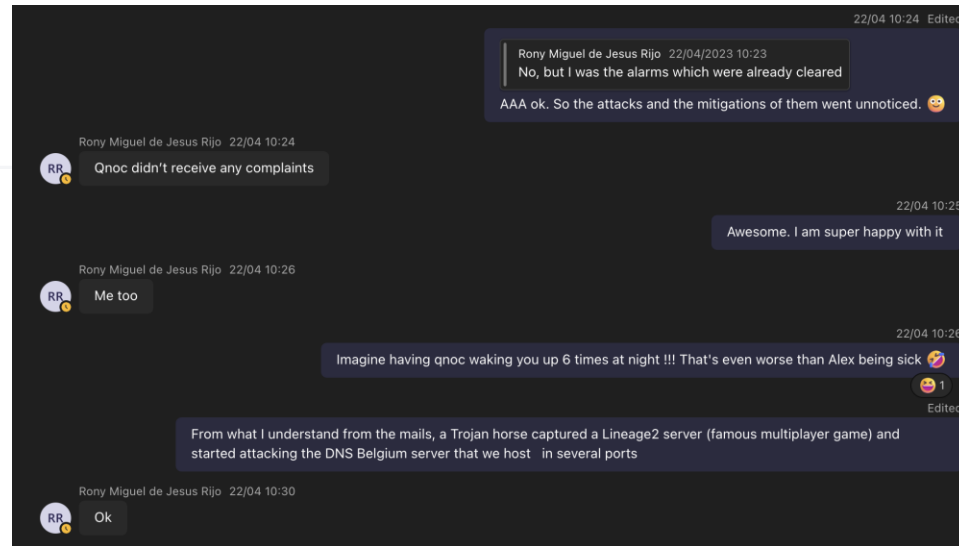 22/04 10:24 Edited
Rony Miguel de Jesus Rijo 22/04/2023 10:23
No, but I was the alarms which were already cleared
AAA ok. So the attacks and the mitigations of them went unnoticed.
Rony Miguel de Jesus Rijo 22/04 10:24
RR
Qnoc didn't receive any complaints
22/04 10:25
Awesome. I am super happy with it
Rony Miguel de Jesus Rijo 22/04 10:26
RR
Me too
22/04 10:26
Imagine having qnoc waking you up 6 times at night !!! That's even worse than Alex being sick 🤣
😆 1
Edited
From what I understand from the mails, a Trojan horse captured a Lineage2 server (famous multiplayer game) and
started attacking the DNS Belgium server that we host in several ports
Rony Miguel de Jesus Rijo 22/04 10:30
RR
Ok